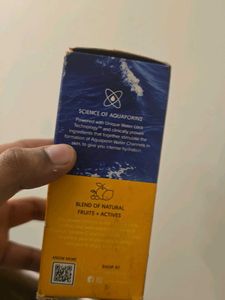 SCIENCE OF AQUAPORINS
Powered with Unique Water-Lock
Technology™ and clinically proven
ingredients that together stimulate the
formation of Aquaporin Water Channels in
skin, to give you intense hydration
BLEND OF NATURAL
FRUITS + ACTIVES
KNOW MORE
SHOP AT